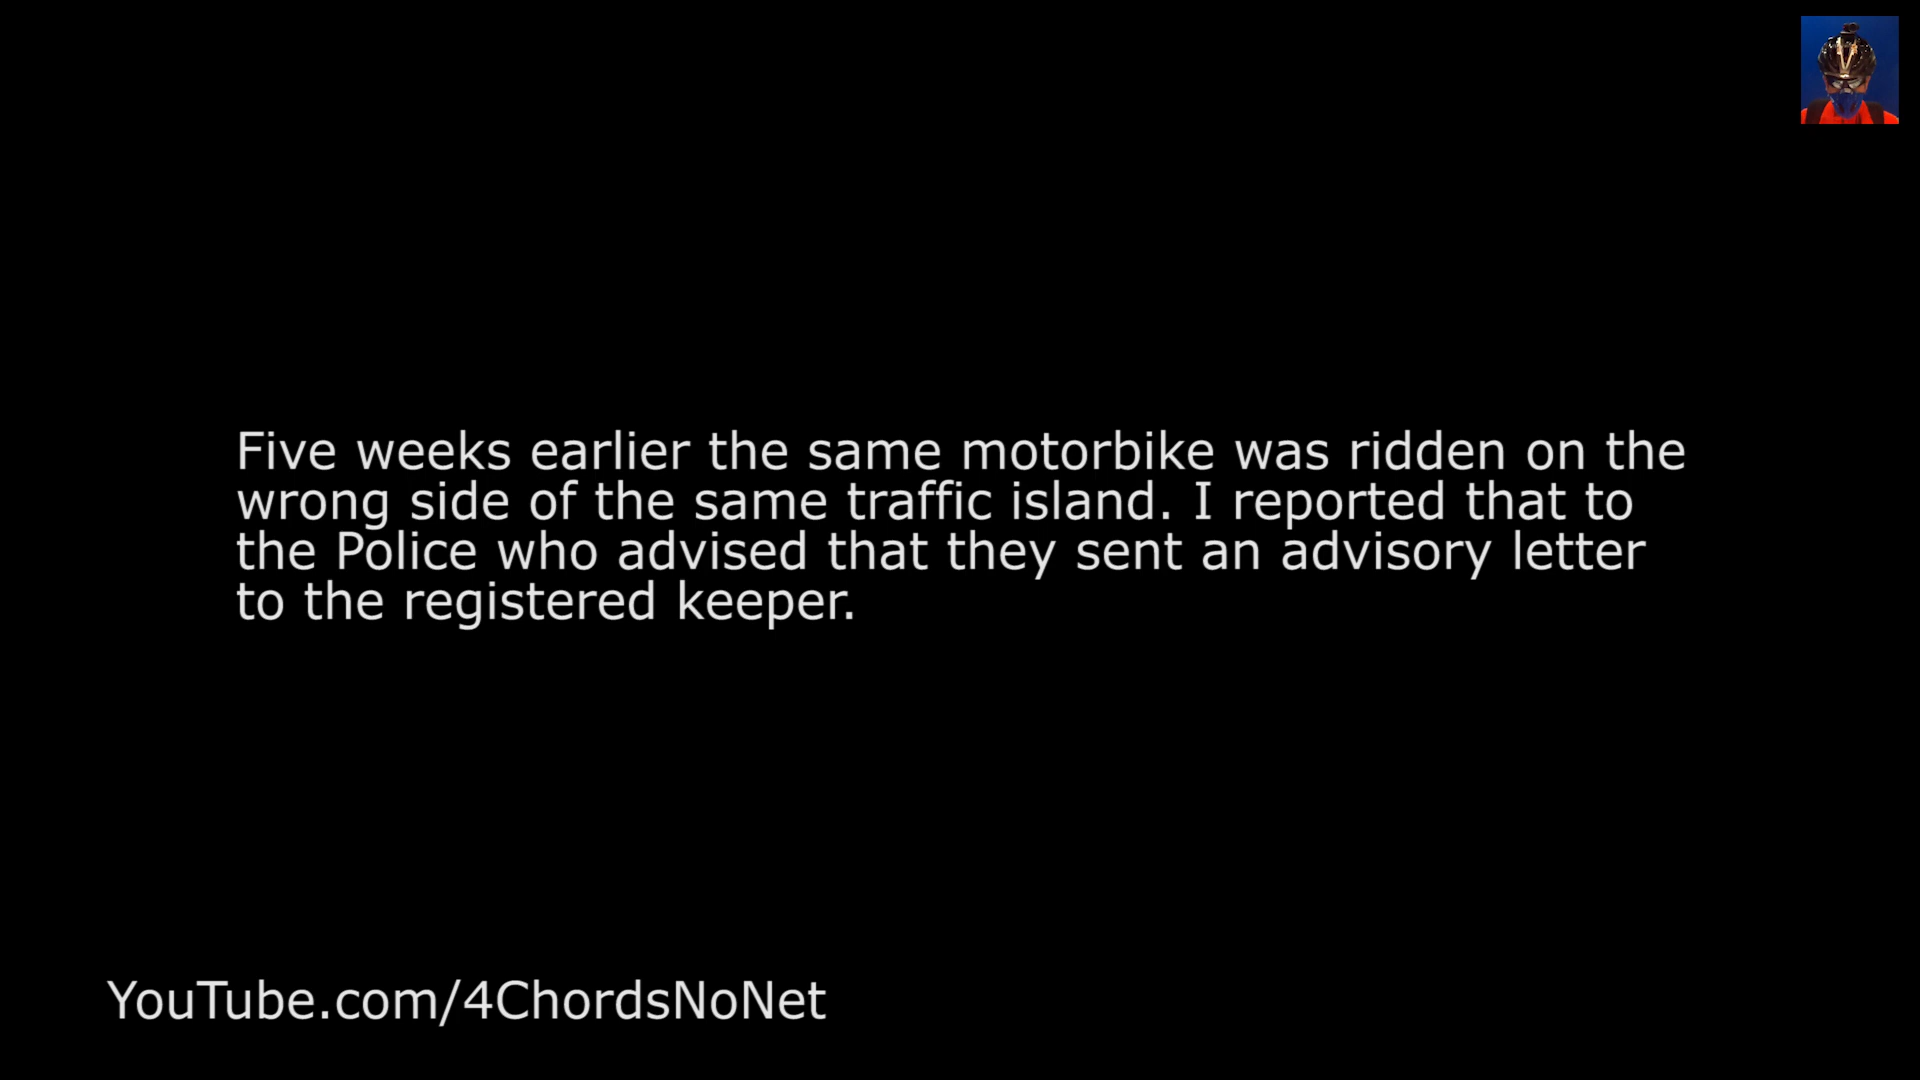 Five weeks earlier the same motorbike was ridden on the
wrong side of the same traffic island. I reported that to
the Police who advised that they sent an advisory letter
to the registered keeper.
YouTube.com/4ChordsNoNet